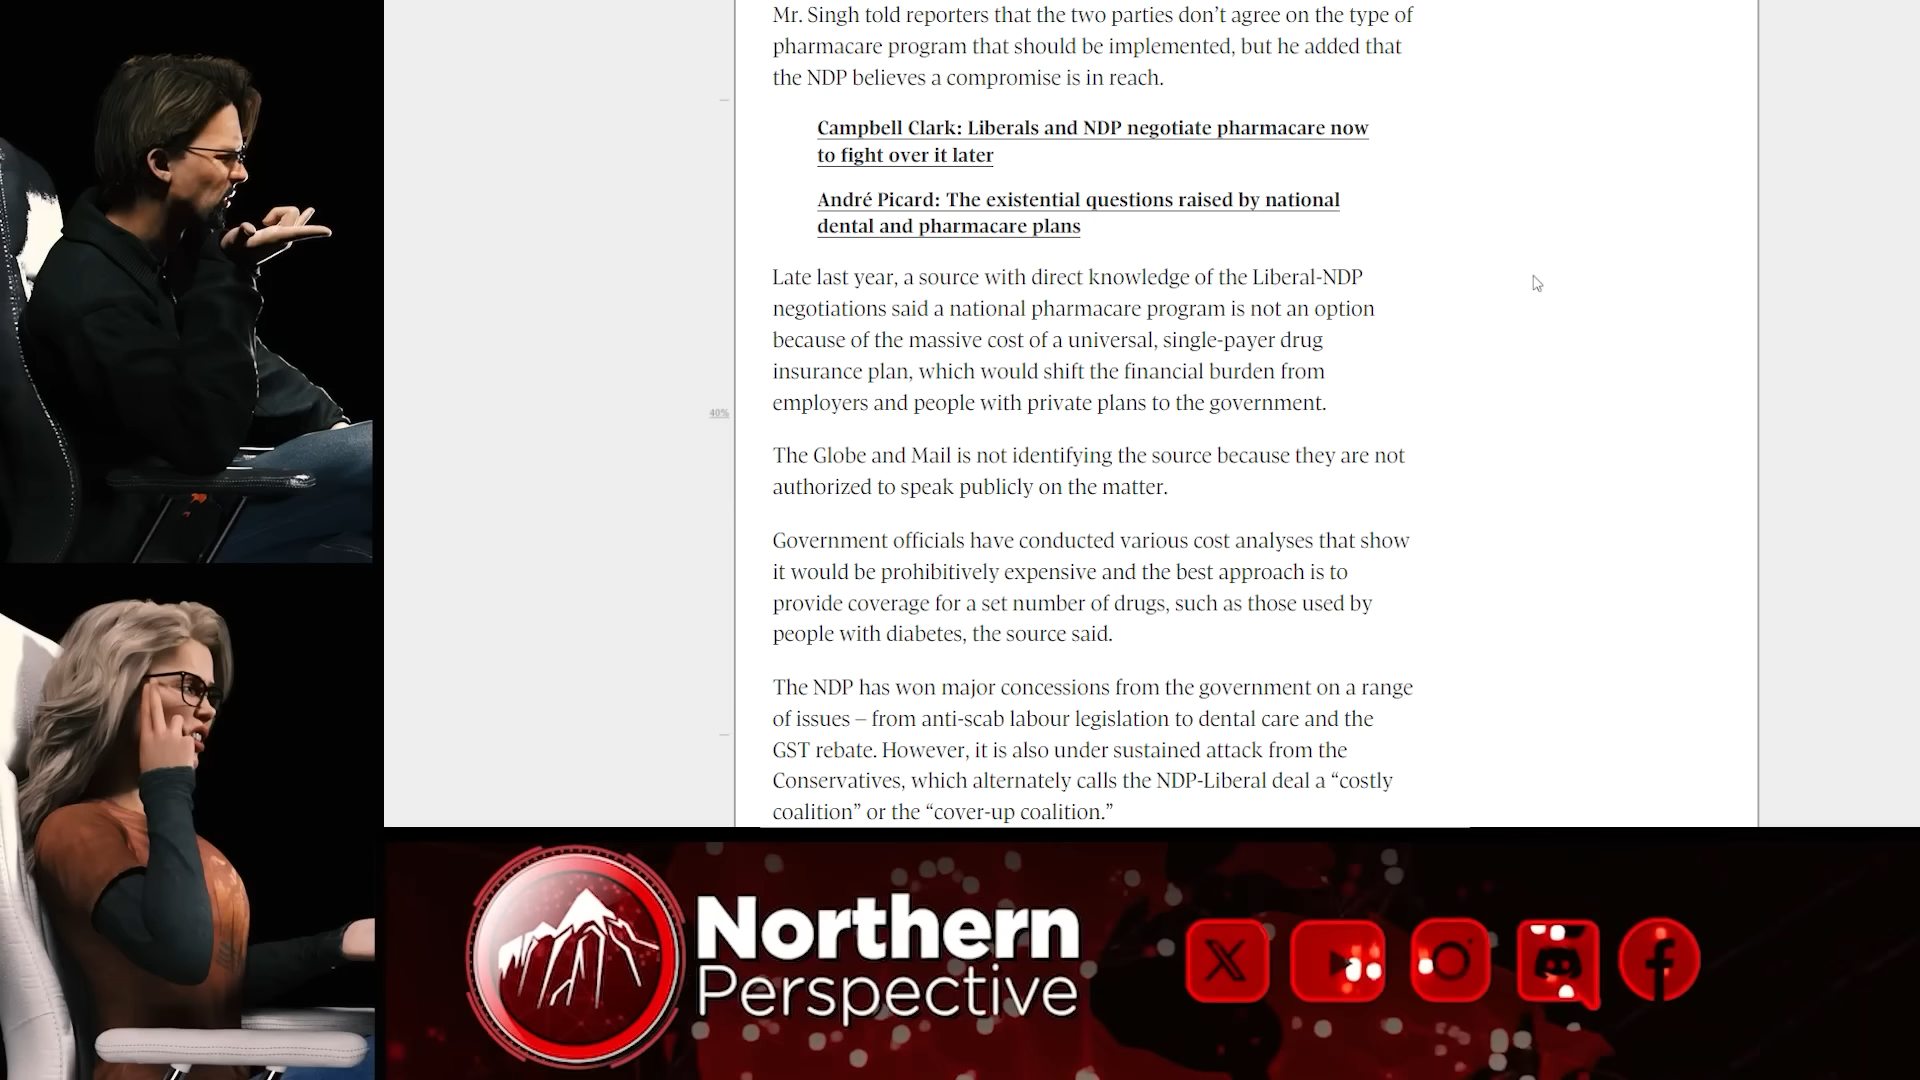 Mr. Singh told reporters that the two parties don’t agree on the type of
pharmacare program that should be implemented, but he added that
the NDP believes a compromise is in reach.
Campbell Clark: Liberals and NDP negotiate pharmacare now
to fight over it later
André Picard: The existential questions raised by national
dental and pharmacare plans
Late last year, a source with direct knowledge of the Liberal-NDP
negotiations said a national pharmacare program is not an option
because of the massive cost of a universal, single-payer drug
insurance plan, which would shift the financial burden from
40%
employers and people with private plans to the government.
The Globe and Mail is not identifying the source because they are not
authorized to speak publicly on the matter.
Government officials have conducted various cost analyses that show
it would be prohibitively expensive and the best approach is to
provide coverage for a set number of drugs, such as those used by
people with diabetes, the source said.
The NDP has won major concessions from the government on a range
of issues – from anti-scab labour legislation to dental care and the
GST rebate. However, it is also under sustained attack from the
Conservatives, which alternately calls the NDP-Liberal deal a “costly
coalition” or the “cover-up coalition.”
Northern
Perspective